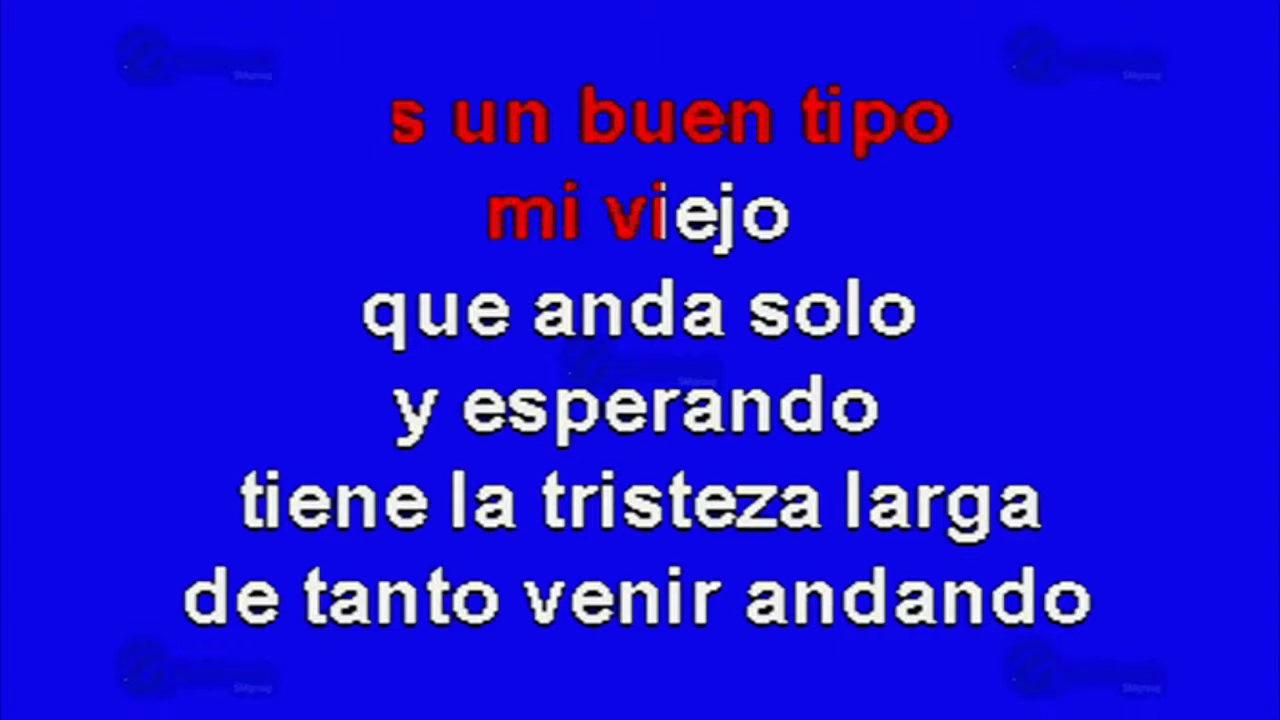 s un buen tipo
mi viejo
que anda solo
y esperando
tiene la tristeza larga
de tanto venir andando